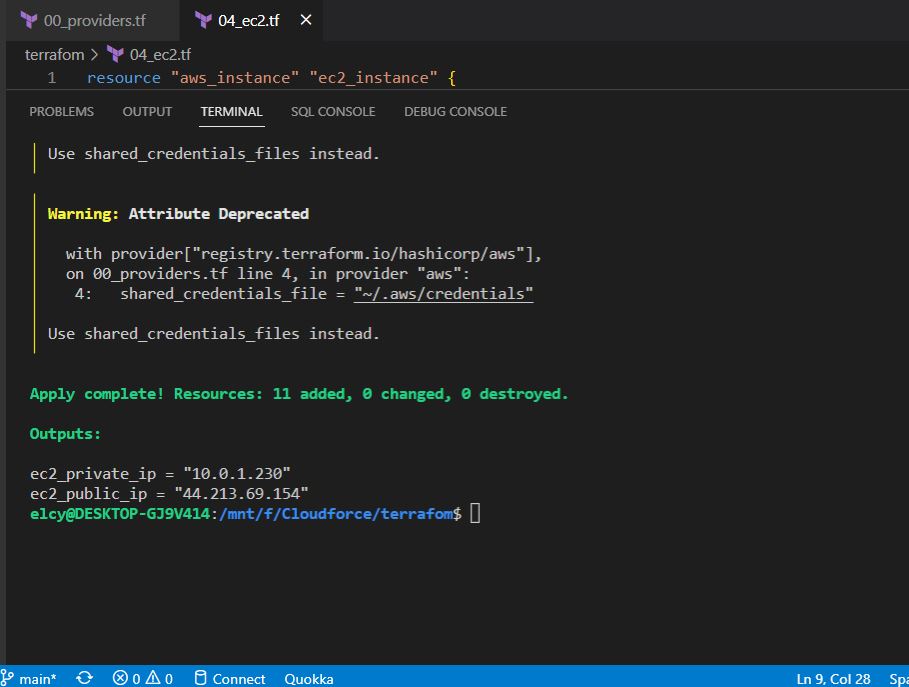 00_providers.tf
04_ec2.tf
terrafom > 04_ec2.tf
1 resource "aws_instance" "ec2_instance" {
PROBLEMS OUTPUT TERMINAL SQL CONSOLE DEBUG CONSOLE
Use shared_credentials_files instead.
Warning: Attribute Deprecated
with provider["registry.terraform.io/hashicorp/aws"],
on 00_providers.tf line 4, in provider "aws":
4: shared_credentials_file = "~/.aws/credentials"
Use shared_credentials_files instead.
Apply complete! Resources: 11 added, 0 changed, 0 destroyed.
Outputs:
ec2_private_ip = "10.0.1.230"
ec2_public_ip = "44.213.69.154"
elcy@DESKTOP-GJ9V414:/mnt/f/Cloudforce/terrafom$
main* 0 0 Connect Quokka Ln 9, Col 28 Spa